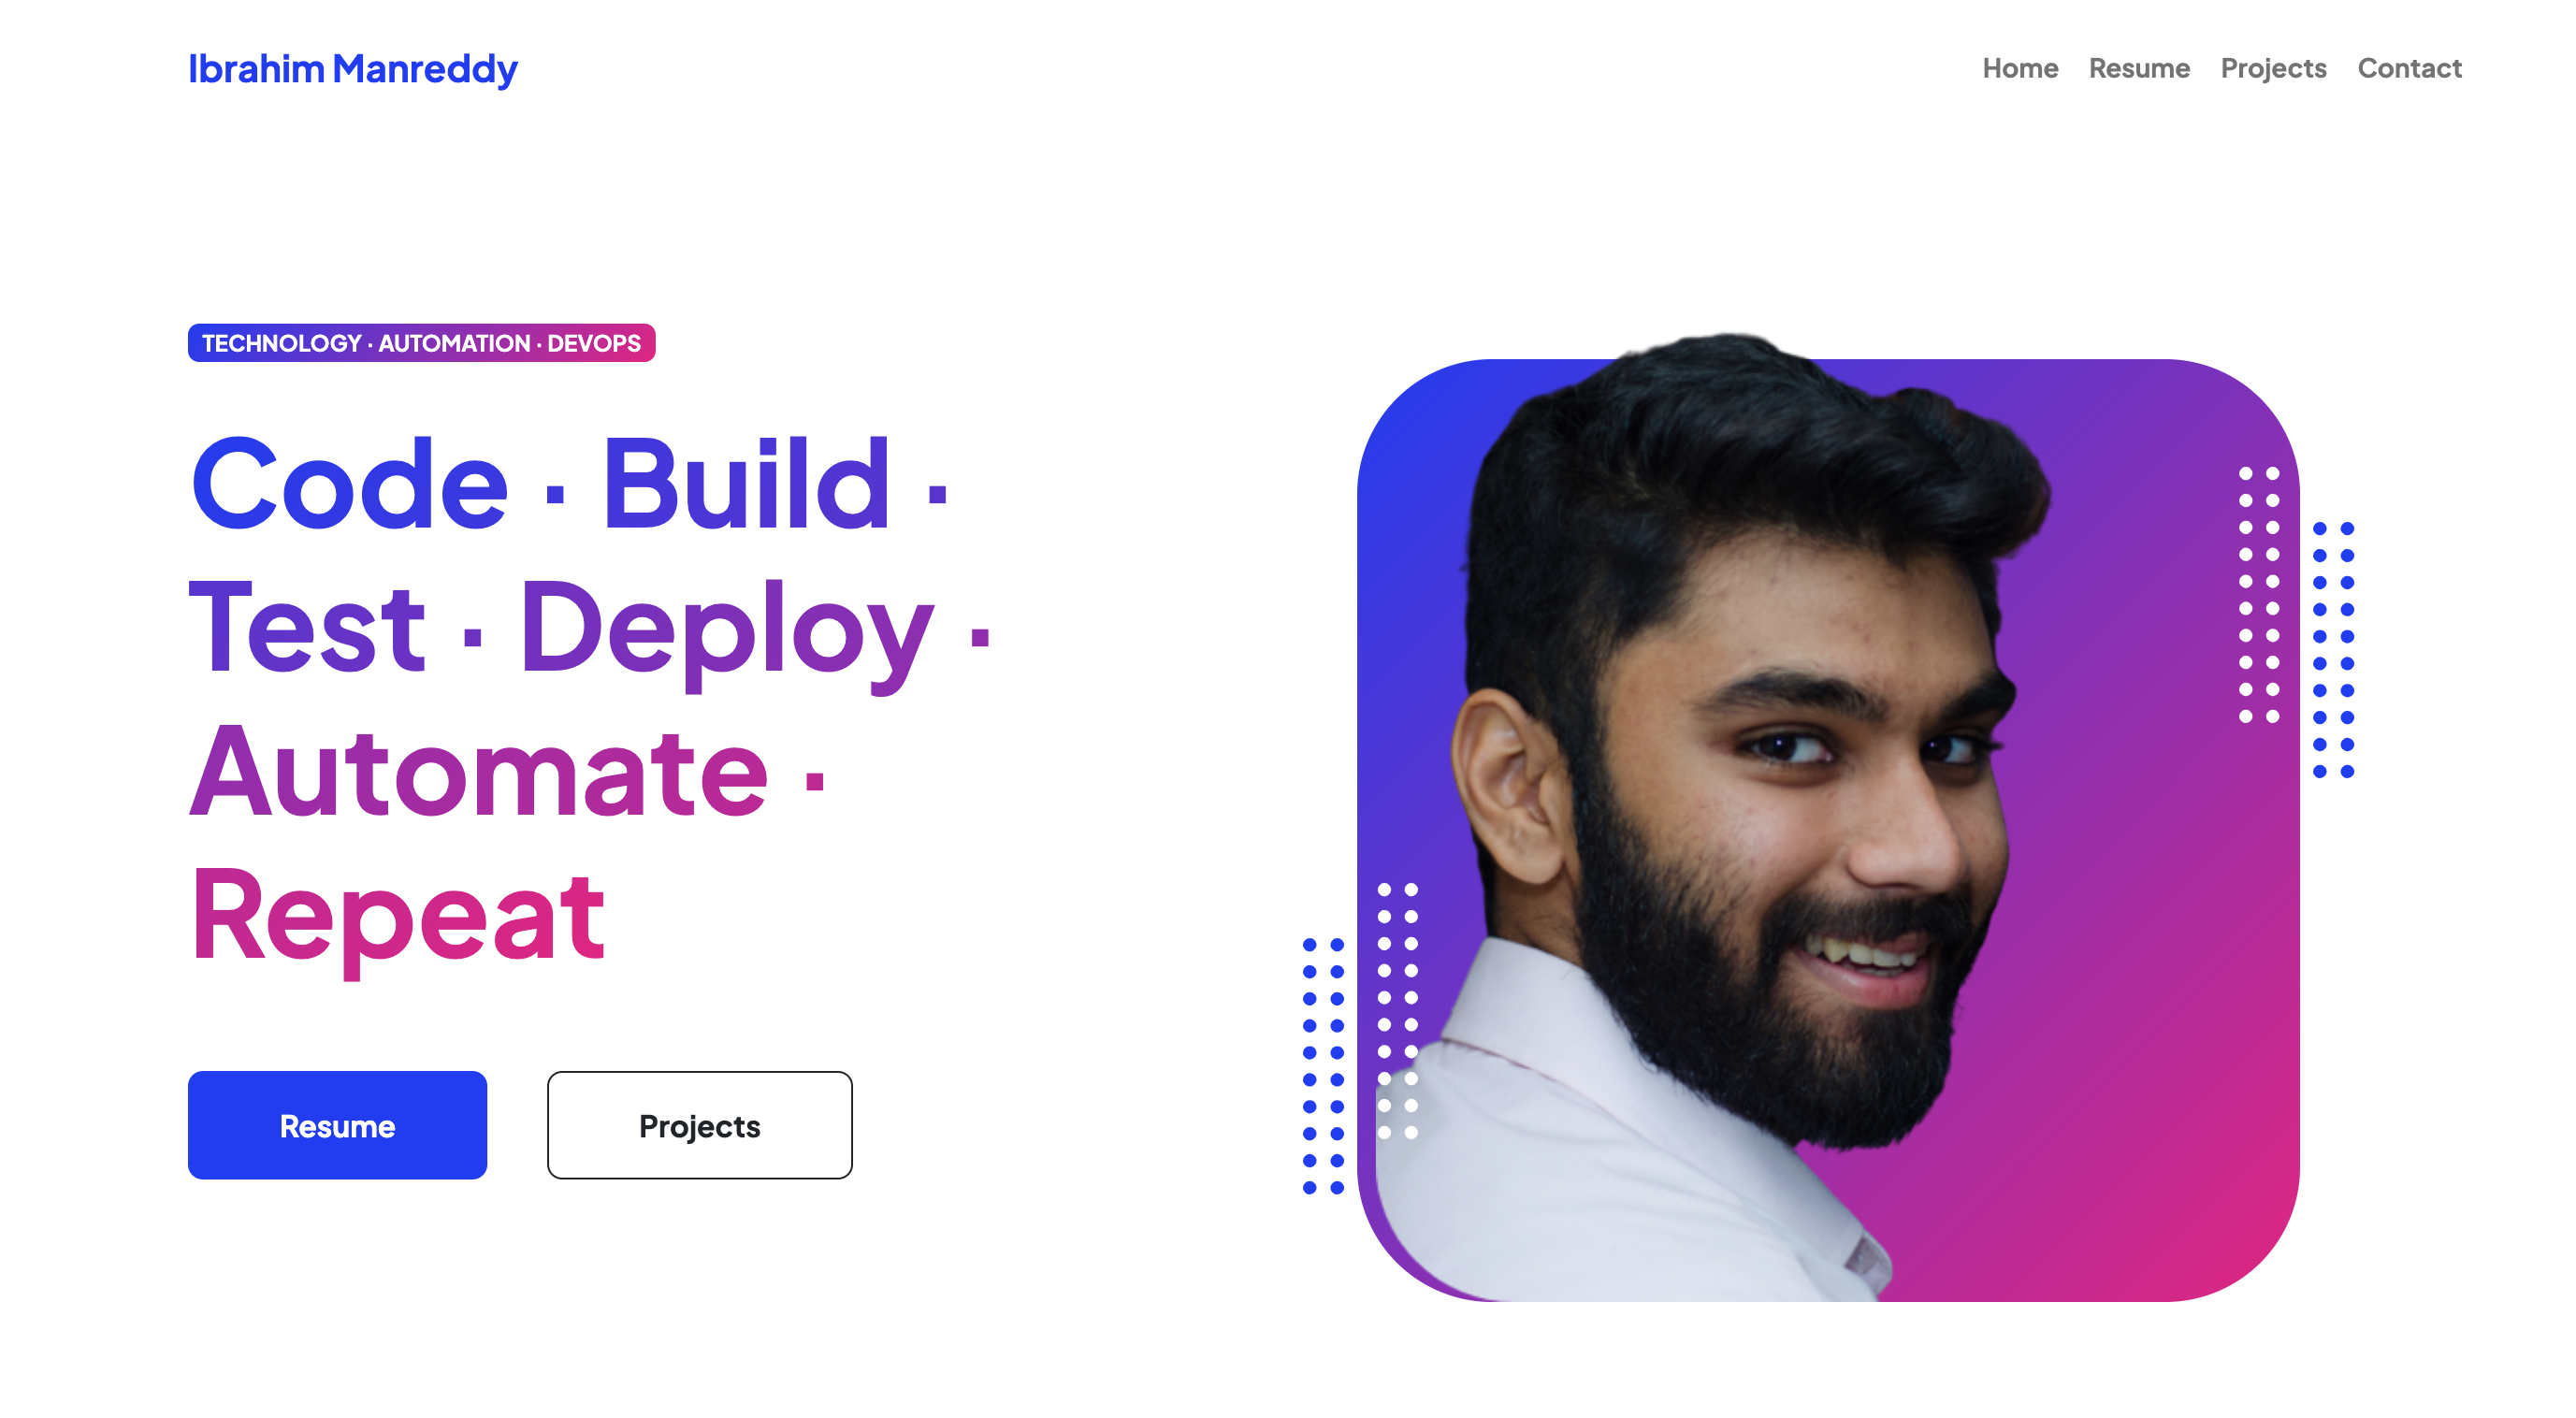 Ibrahim Manreddy
Home Resume Projects Contact
TECHNOLOGY · AUTOMATION · DEVOPS
Code · Build ·
Test · Deploy ·
Automate ·
Repeat
Resume Projects